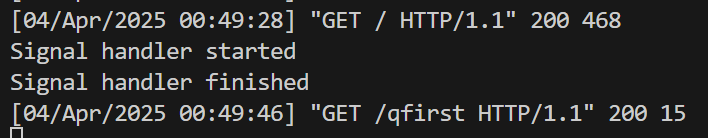 [04/Apr/2025 00:49:28] "GET / HTTP/1.1" 200 468
Signal handler started
Signal handler finished
[04/Apr/2025 00:49:46] "GET /qfirst HTTP/1.1" 200 15